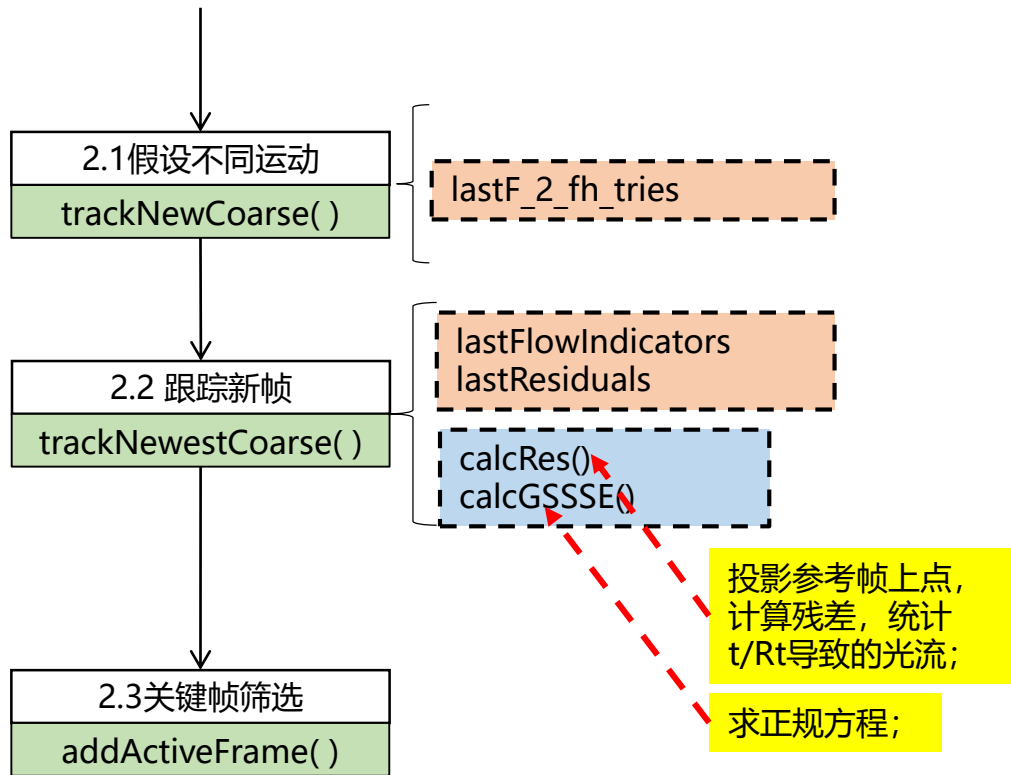 2.1假设不同运动
trackNewCoarse( )
lastF_2_fh_tries
2.2 跟踪新帧
trackNewestCoarse( )
lastFlowIndicators
lastResiduals
calcRes()
calcGSSSE()
投影参考帧上点，
计算残差，统计
t/Rt导致的光流；
求正规方程；
2.3关键帧筛选
addActiveFrame( )